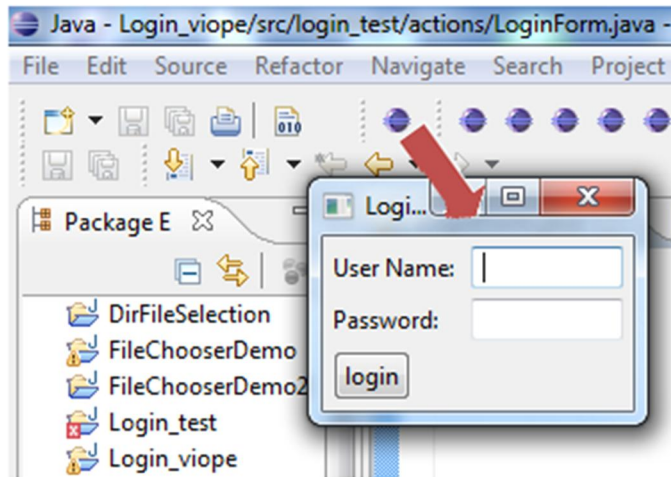 Java - Login_viope/src/login_test/actions/LoginForm.java -
File Edit Source Refactor Navigate Search Project
010
Package E
Logi...
User Name:
Password:
login
DirFileSelection
FileChooserDemo
FileChooserDemo2
Login_test
Login_viope